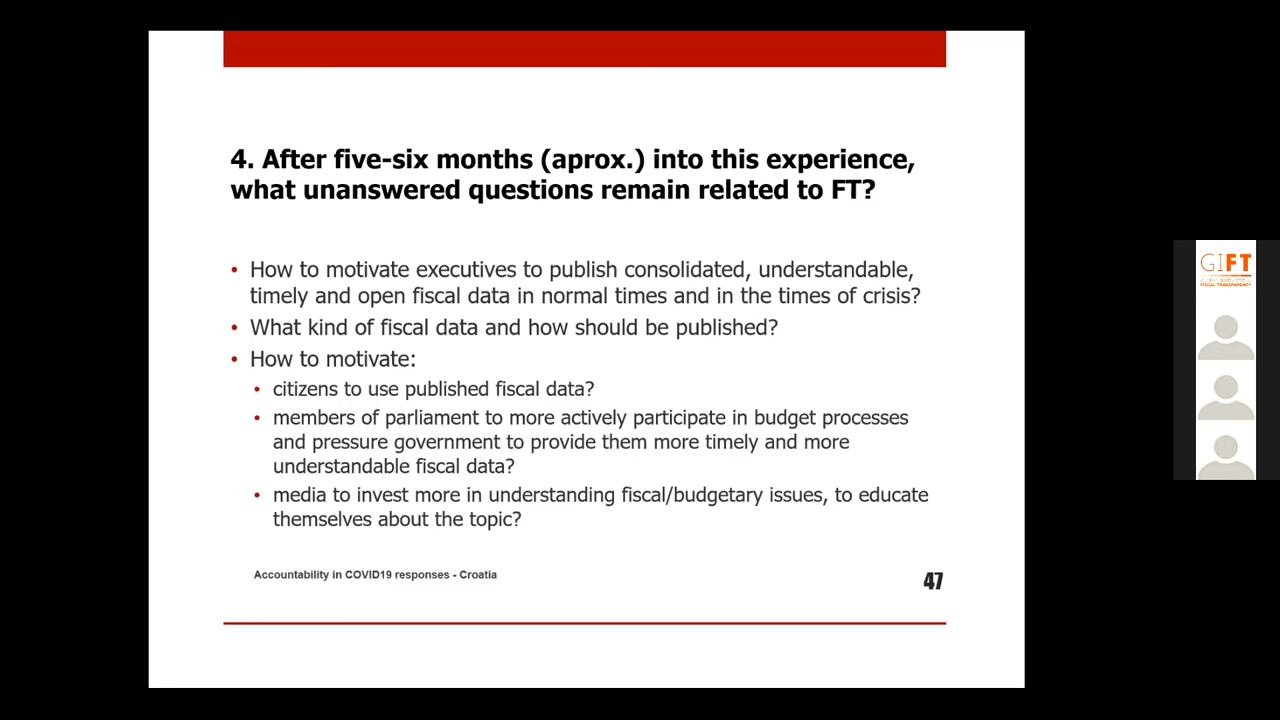 4. After five-six months (aprox.) into this experience,
what unanswered questions remain related to FT?
• How to motivate executives to publish consolidated, understandable,
timely and open fiscal data in normal times and in the times of crisis?
• What kind of fiscal data and how should be published?
• How to motivate:
• citizens to use published fiscal data?
• members of parliament to more actively participate in budget processes
and pressure government to provide them more timely and more
understandable fiscal data?
• media to invest more in understanding fiscal/budgetary issues, to educate
themselves about the topic?
Accountability in COVID19 responses - Croatia
47
GIFT
FISCAL TRANSPARENCY